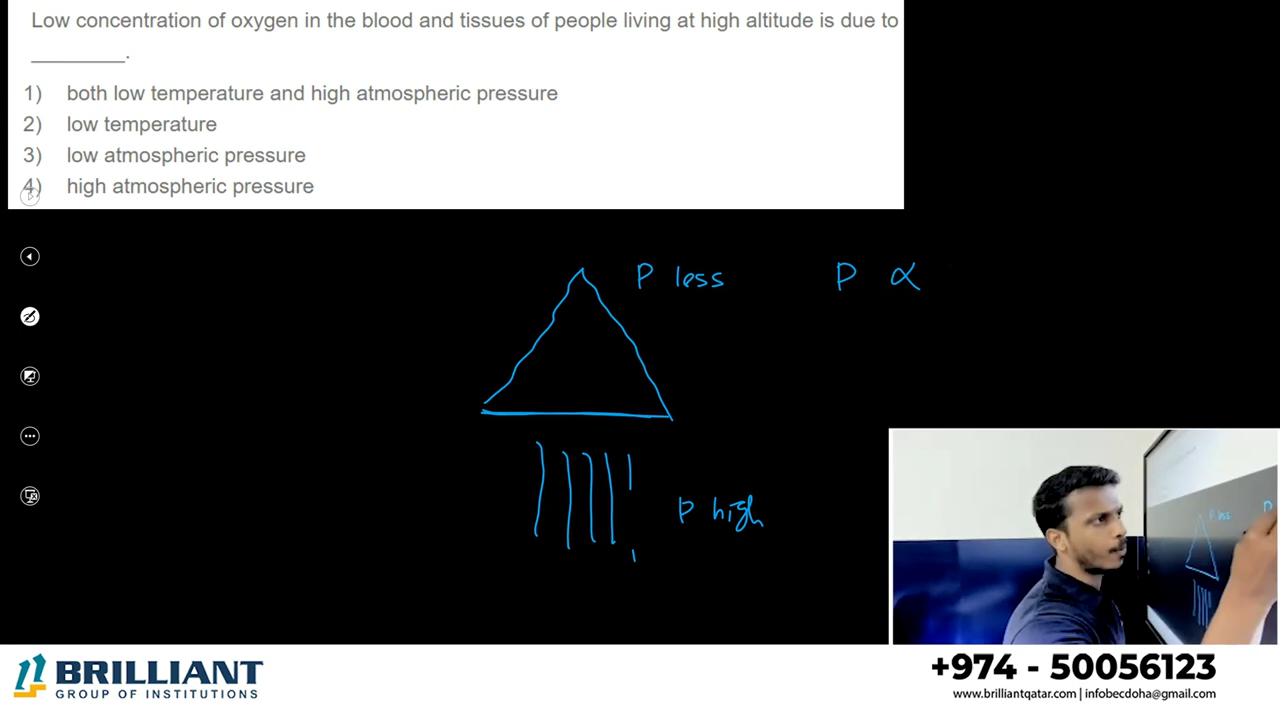 Low concentration of oxygen in the blood and tissues of people living at high altitude is due to
_________.
1) both low temperature and high atmospheric pressure
2) low temperature
3) low atmospheric pressure
4) high atmospheric pressure
P less P ∝
P high
P less P
BRILLIANT
GROUP OF INSTITUTIONS
+974 - 50056123
www.brilliantqatar.com | infobecdoha@gmail.com